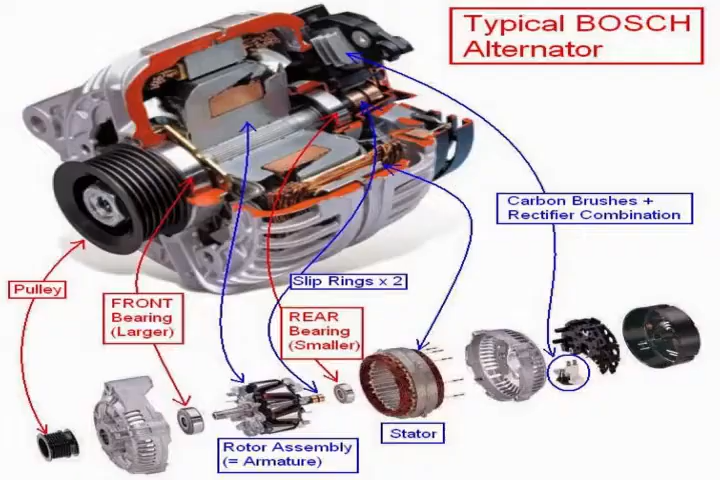 Typical BOSCH
Alternator
Carbon Brushes +
Rectifier Combination
Pulley
FRONT
Bearing
(Larger)
Slip Rings x 2
REAR
Bearing
(Smaller)
Rotor Assembly
(= Armature)
Stator